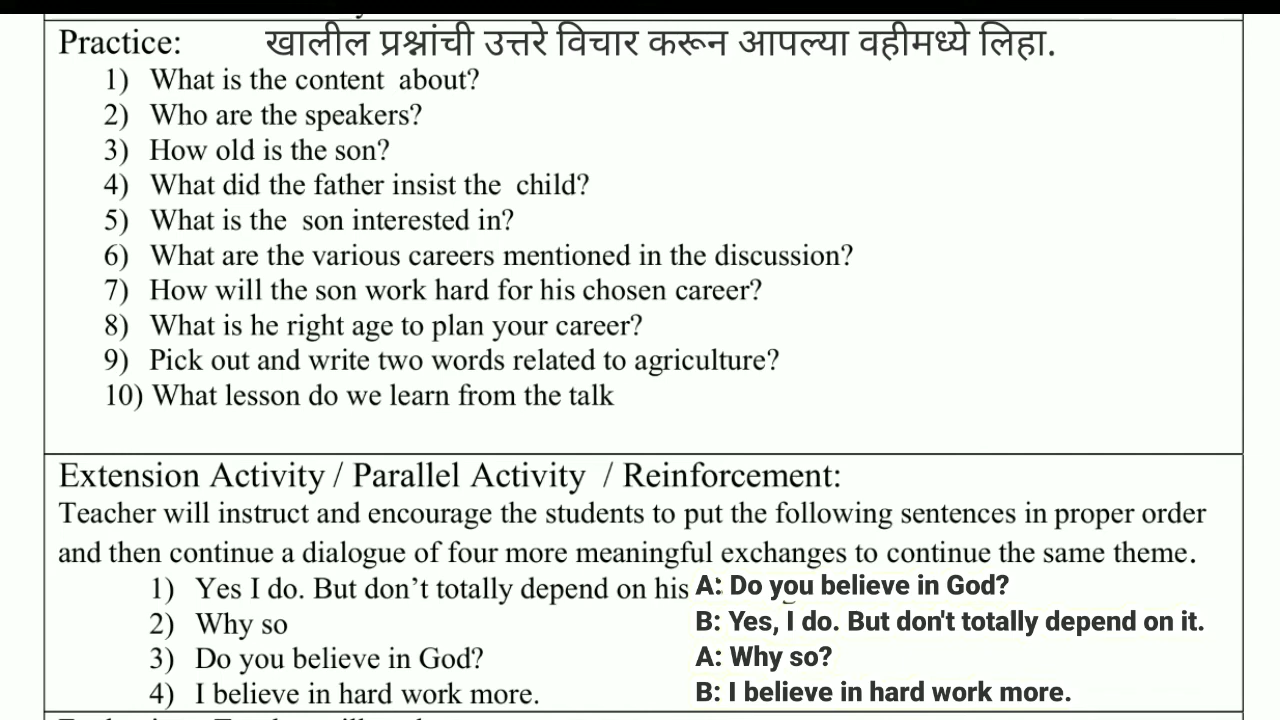 Practice: खालील प्रश्नांची उत्तरे विचार करून आपल्या वहीमध्ये लिहा.
1) What is the content about?
2) Who are the speakers?
3) How old is the son?
4) What did the father insist the child?
5) What is the son interested in?
6) What are the various careers mentioned in the discussion?
7) How will the son work hard for his chosen career?
8) What is he right age to plan your career?
9) Pick out and write two words related to agriculture?
10) What lesson do we learn from the talk
Extension Activity / Parallel Activity / Reinforcement:
Teacher will instruct and encourage the students to put the following sentences in proper order
and then continue a dialogue of four more meaningful exchanges to continue the same theme.
1) Yes I do. But don't totally depend on his
2) Why so
3) Do you believe in God?
4) I believe in hard work more.
A: Do you believe in God?
B: Yes, I do. But don't totally depend on it.
A: Why so?
B: I believe in hard work more.